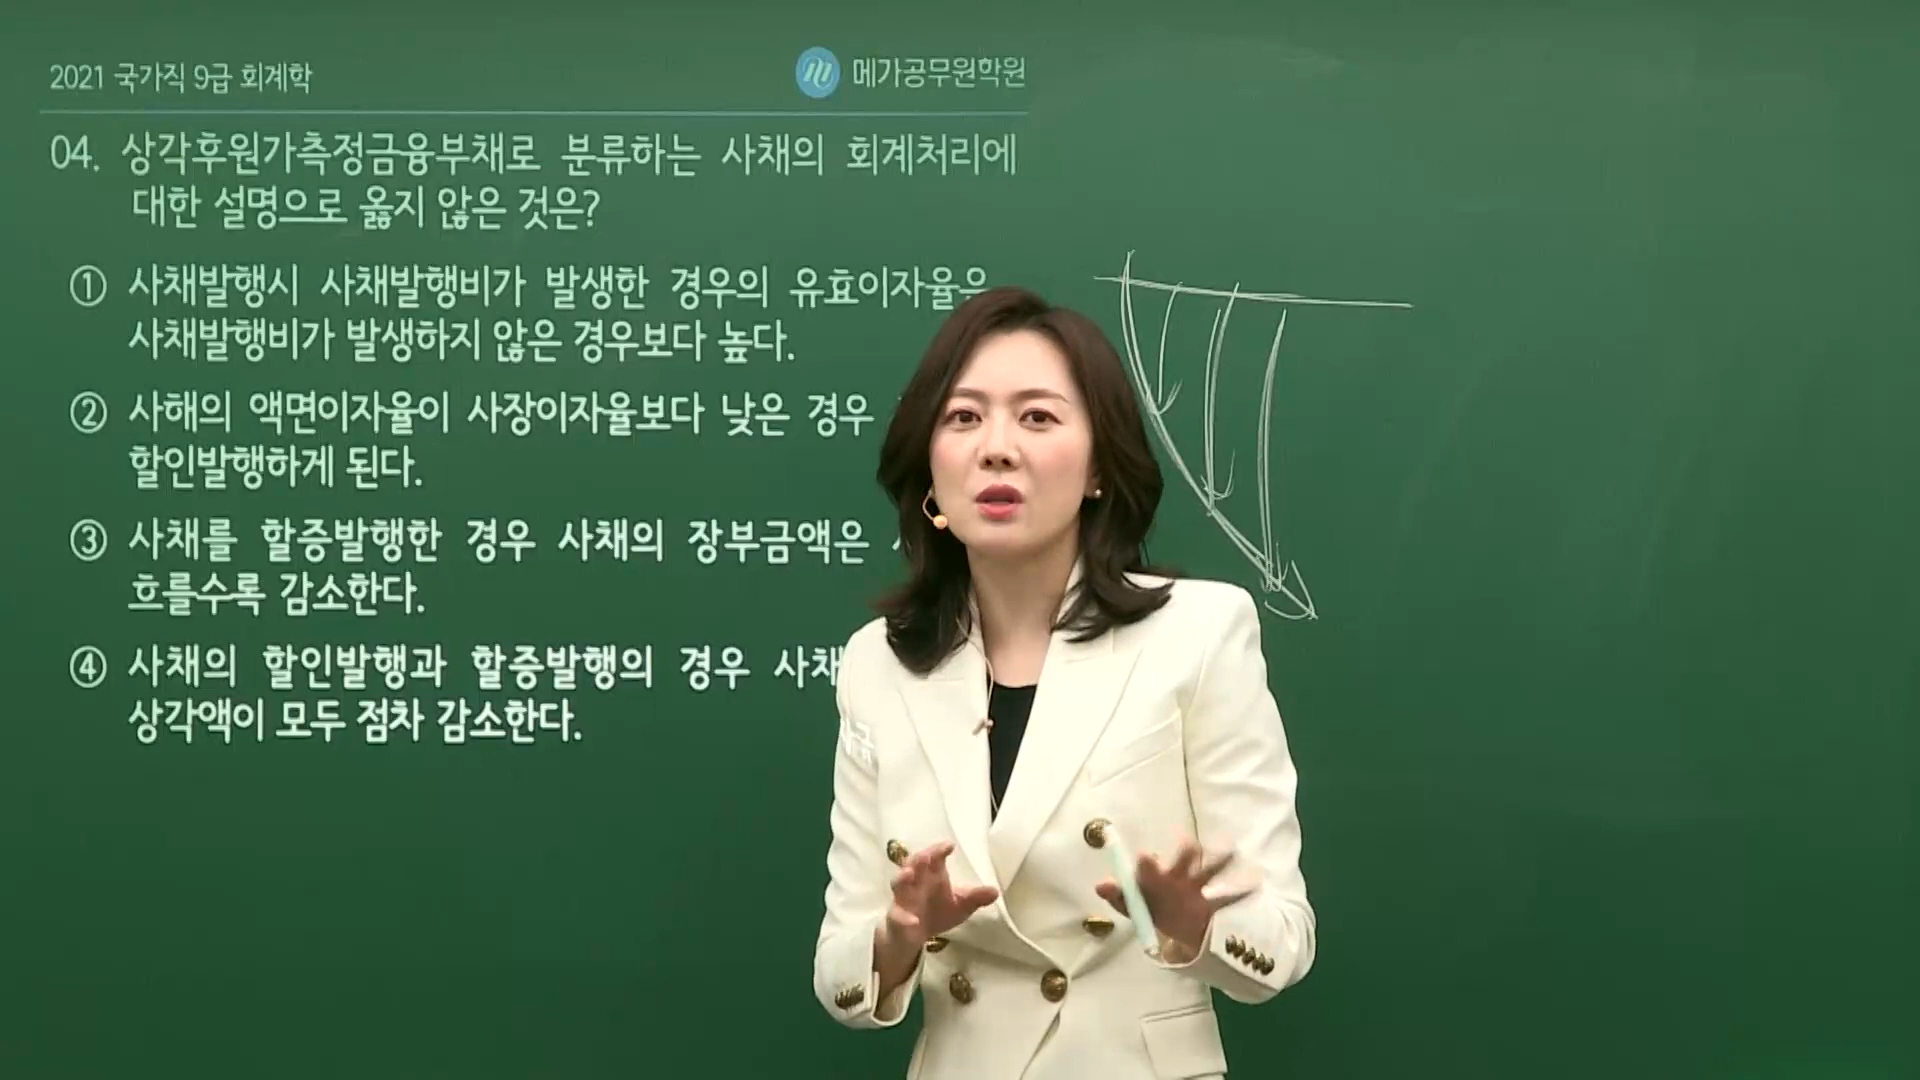 2021 국가직 9급 회계학
메가공무원학원
04. 상각후원가측정금융부채로 분류하는 사채의 회계처리에
대한 설명으로 옳지 않은 것은?
① 사채발행시 사채발행비가 발생한 경우의 유효이자율은
사채발행비가 발생하지 않은 경우보다 높다.
② 사해의 액면이자율이 사장이자율보다 낮은 경우
할인발행하게 된다.
③ 사채를 할증발행한 경우 사채의 장부금액은
흐를수록 감소한다.
④ 사채의 할인발행과 할증발행의 경우 사채
상각액이 모두 점차 감소한다.